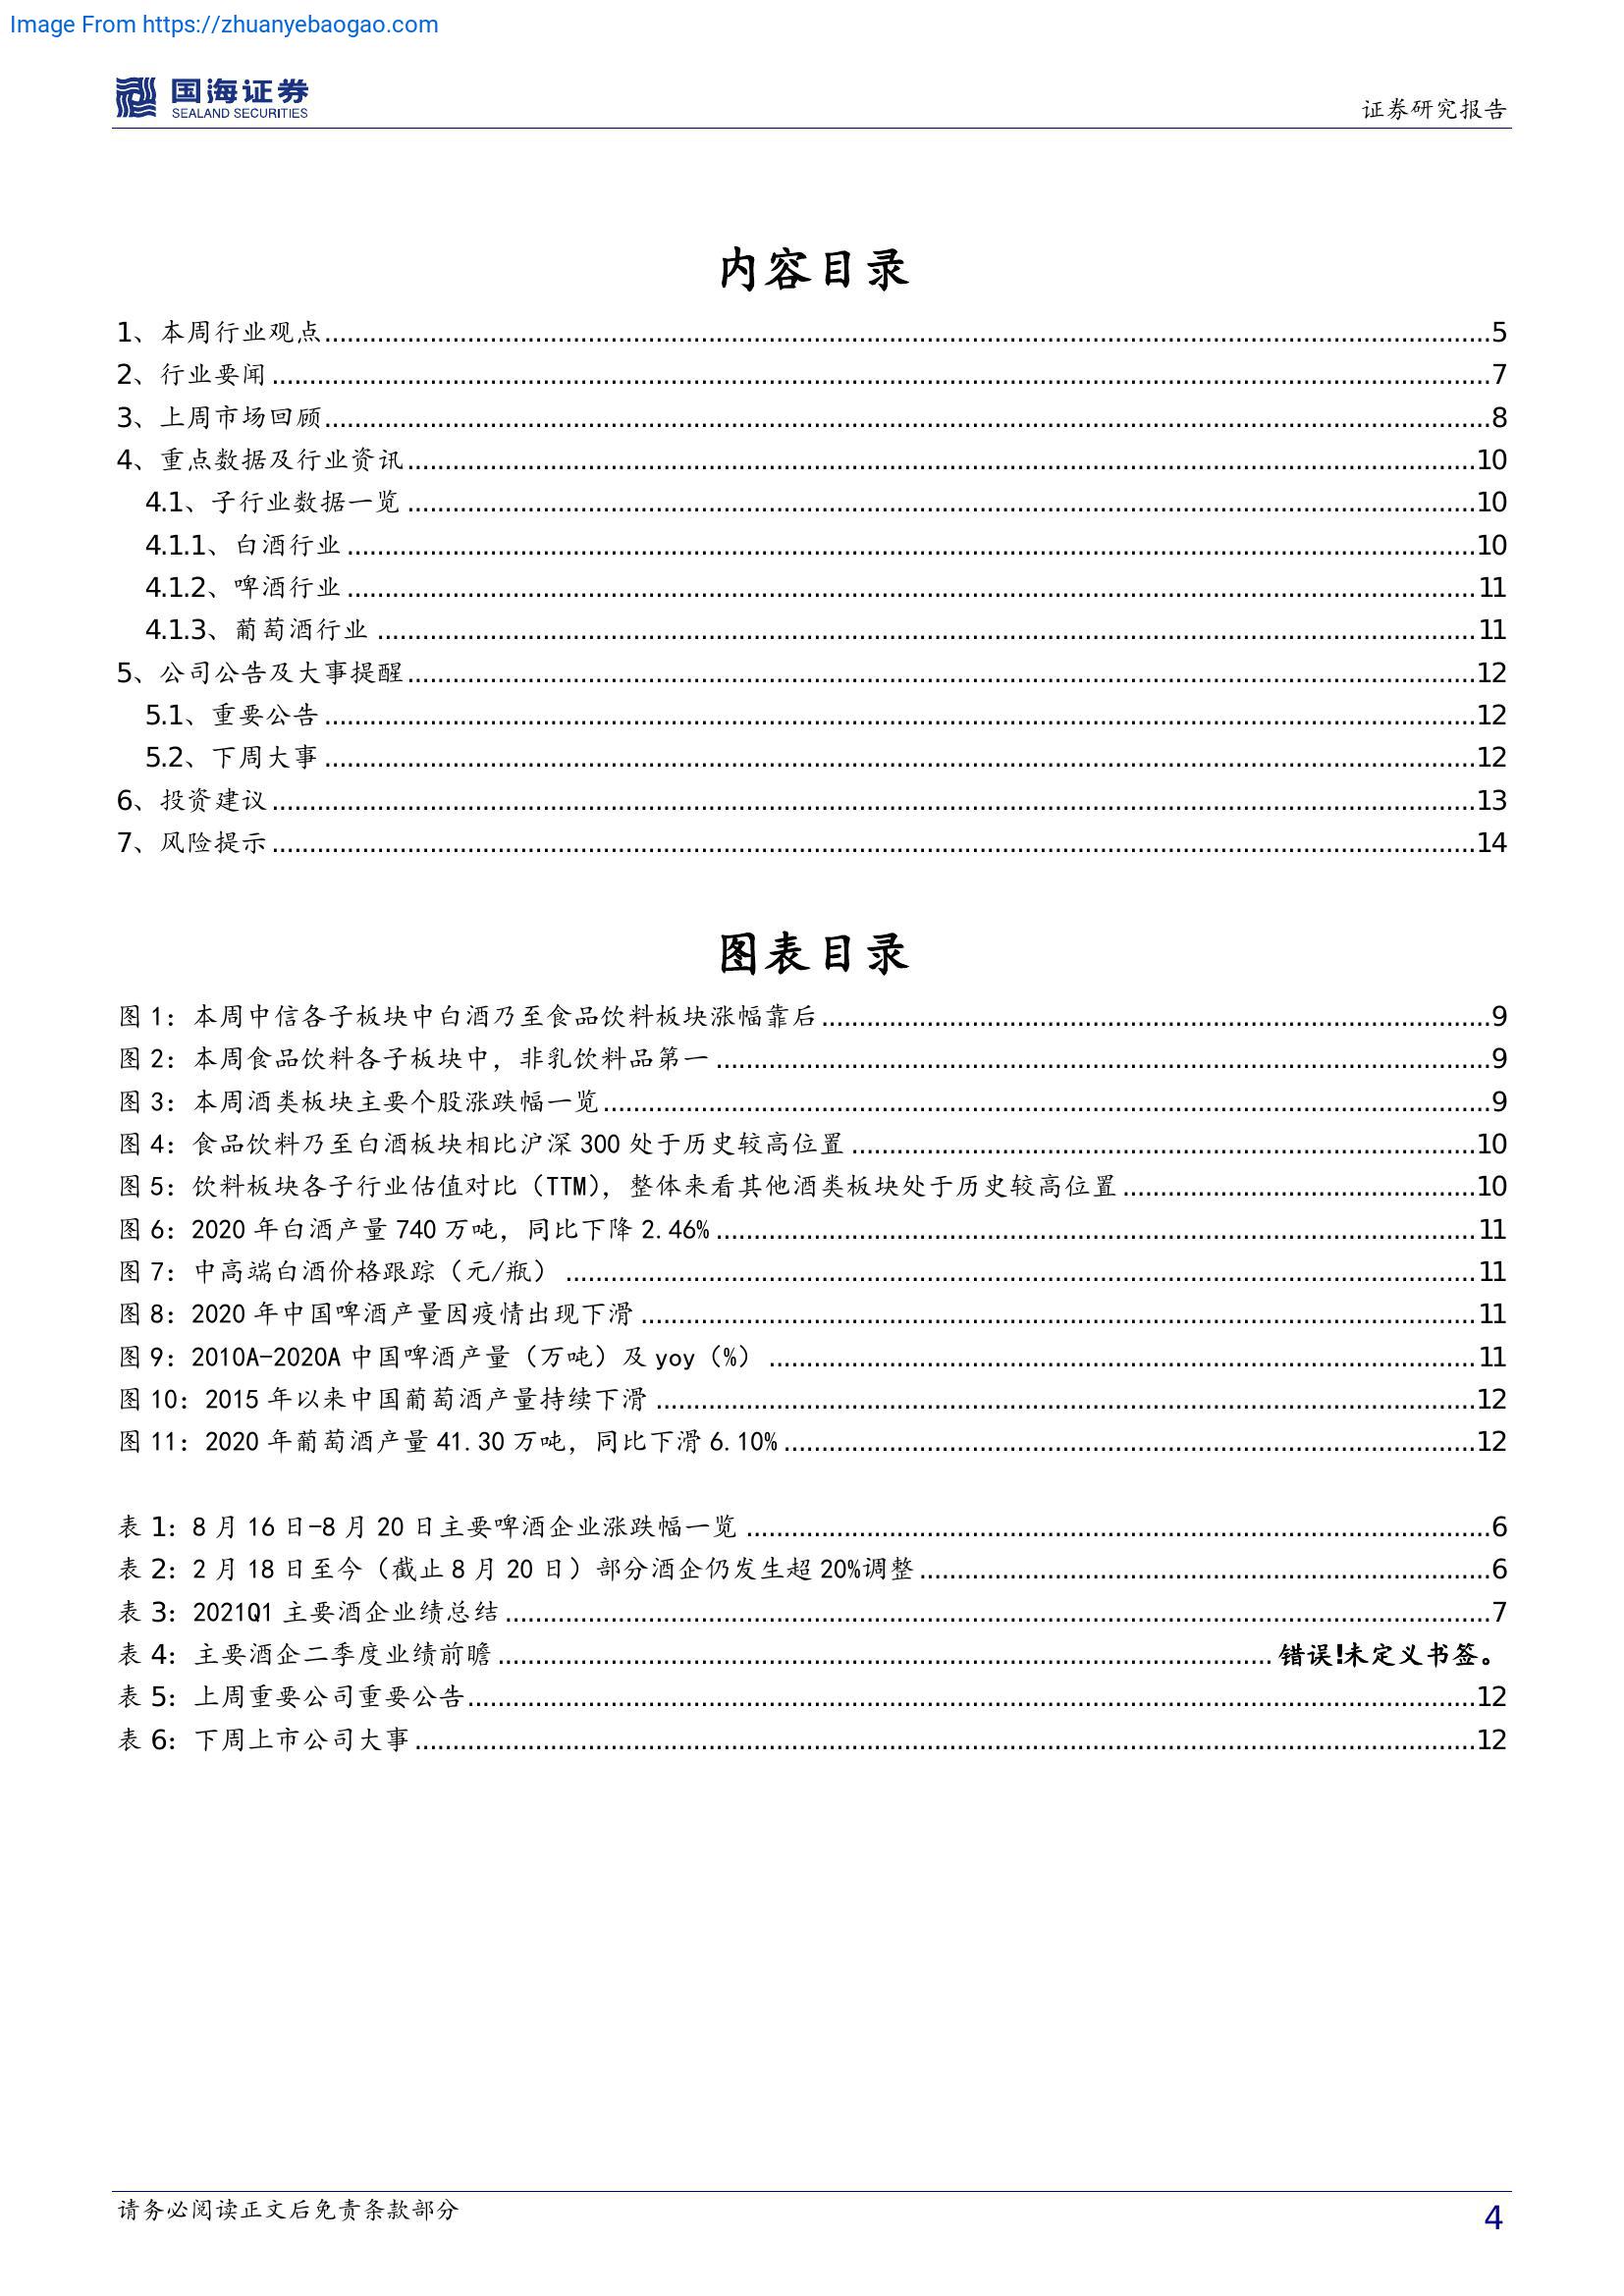 Image From https://zhuanyebaogao.com
国海证券
SEALAND SECURITIES
证券研究报告
内容目录
1、本周行业观点........................................5
2、行业要闻........................................7
3、上周市场回顾........................................8
4、重点数据及行业资讯........................................10
4.1、子行业数据一览........................................10
4.1.1、白酒行业........................................10
4.1.2、啤酒行业........................................11
4.1.3、葡萄酒行业........................................11
5、公司公告及大事提醒........................................12
5.1、重要公告........................................12
5.2、下周大事........................................12
6、投资建议........................................13
7、风险提示........................................14
图表目录
图 1：本周中信各子板块中白酒乃至食品饮料板块涨幅靠后........................................9
图 2：本周食品饮料各子板块中，非乳饮料品第一........................................9
图 3：本周酒类板块主要个股涨跌幅一览........................................9
图 4：食品饮料乃至白酒板块相比沪深 300 处于历史较高位置........................................10
图 5：饮料板块各子行业估值对比（TTM），整体来看其他酒类板块处于历史较高位置........................................10
图 6：2020 年白酒产量 740 万吨，同比下降 2.46%........................................11
图 7：中高端白酒价格跟踪（元/瓶）........................................11
图 8：2020 年中国啤酒产量因疫情出现下滑........................................11
图 9：2010A-2020A 中国啤酒产量（万吨）及 yoy（%）........................................11
图 10：2015 年以来中国葡萄酒产量持续下滑........................................12
图 11：2020 年葡萄酒产量 41.30 万吨，同比下滑 6.10%........................................12
表 1：8 月 16 日-8 月 20 日主要啤酒企业涨跌幅一览........................................6
表 2：2 月 18 日至今（截止 8 月 20 日）部分酒企仍发生超 20%调整........................................6
表 3：2021Q1 主要酒企业绩总结........................................7
表 4：主要酒企二季度业绩前瞻........................................错误!未定义书签。
表 5：上周重要公司重要公告........................................12
表 6：下周上市公司大事........................................12
请务必阅读正文后免责条款部分
4